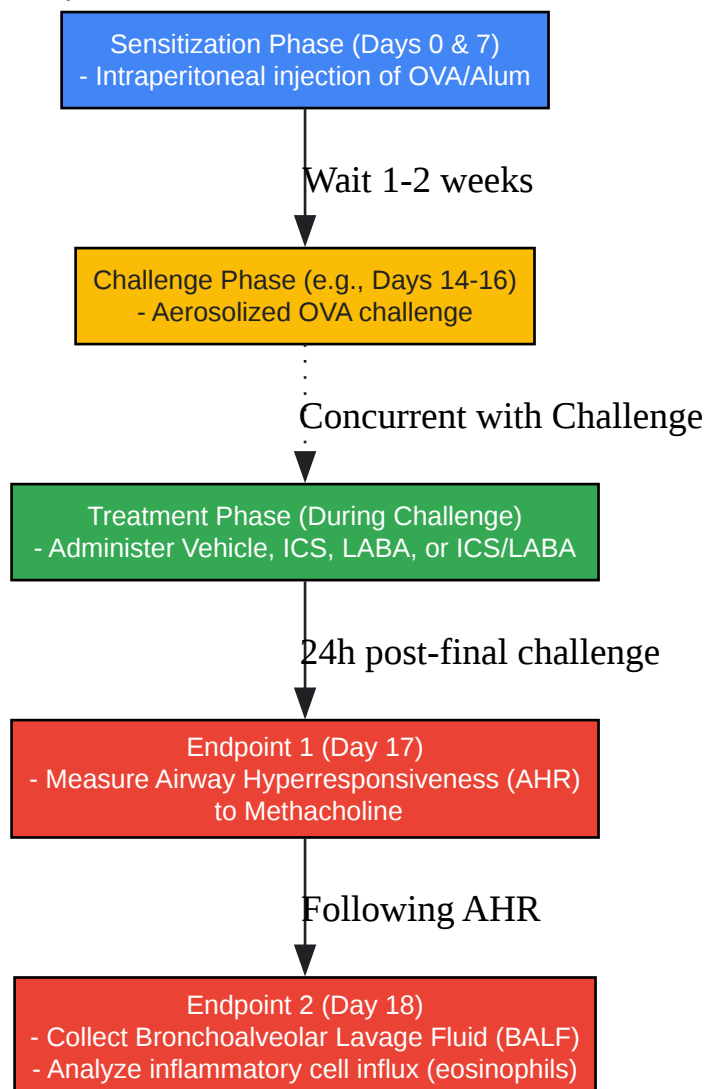 Sensitization Phase (Days 0 & 7)
- Intraperitoneal injection of OVA/Alum
Wait 1-2 weeks
Challenge Phase (e.g., Days 14-16)
- Aerosolized OVA challenge
Concurrent with Challenge
Treatment Phase (During Challenge)
- Administer Vehicle, ICS, LABA, or ICS/LABA
24h post-final challenge
Endpoint 1 (Day 17)
- Measure Airway Hyperresponsiveness (AHR)
to Methacholine
Following AHR
Endpoint 2 (Day 18)
- Collect Bronchoalveolar Lavage Fluid (BALF)
- Analyze inflammatory cell influx (eosinophils)